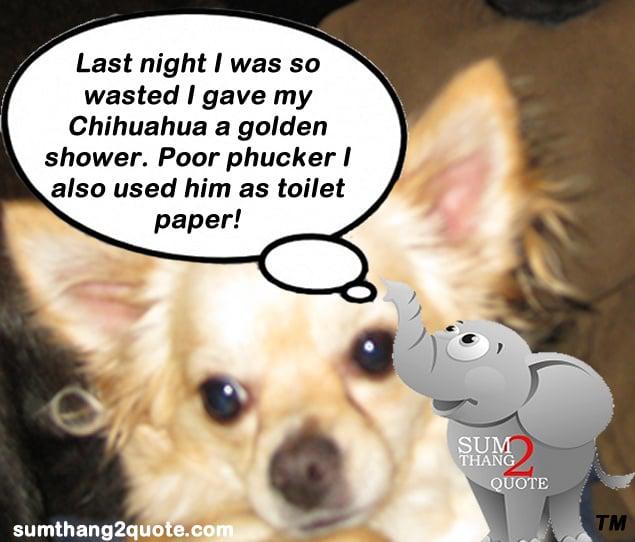 Last night I was so
wasted I gave my
Chihuahua a golden
shower. Poor phucker I
also used him as toilet
paper!
SUM
THANG2
QUOTE
sumthang2quote.com
TM